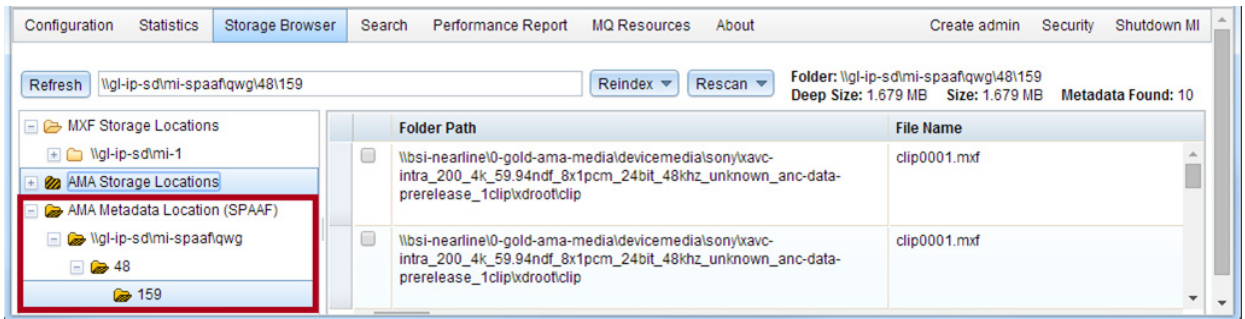 Configuration Statistics Storage Browser Search Performance Report MQ Resources About Create admin Security Shutdown MI
Refresh \\gl-ip-sd\mi-spaaf\qwg\48\159 Reindex Rescan Folder: \\gl-ip-sd\mi-spaaf\qwg\48\159
Deep Size: 1.679 MB Size: 1.679 MB Metadata Found: 10
MXF Storage Locations
\\gl-ip-sd\mi-1
AMA Storage Locations
AMA Metadata Location (SPAAF)
\\gl-ip-sd\mi-spaaf\qwg
48
159
Folder Path File Name
\\bsi-nearline\0-gold-ama-media\devicemedia\sony\xavc- clip0001.mxf
intra_200_4k_59.94ndf_8x1pcm_24bit_48khz_unknown_anc-data-
prerelease_1clip\xdroot\clip
\\bsi-nearline\0-gold-ama-media\devicemedia\sony\xavc- clip0001.mxf
intra_200_4k_59.94ndf_8x1pcm_24bit_48khz_unknown_anc-data-
prerelease_1clip\xdroot\clip